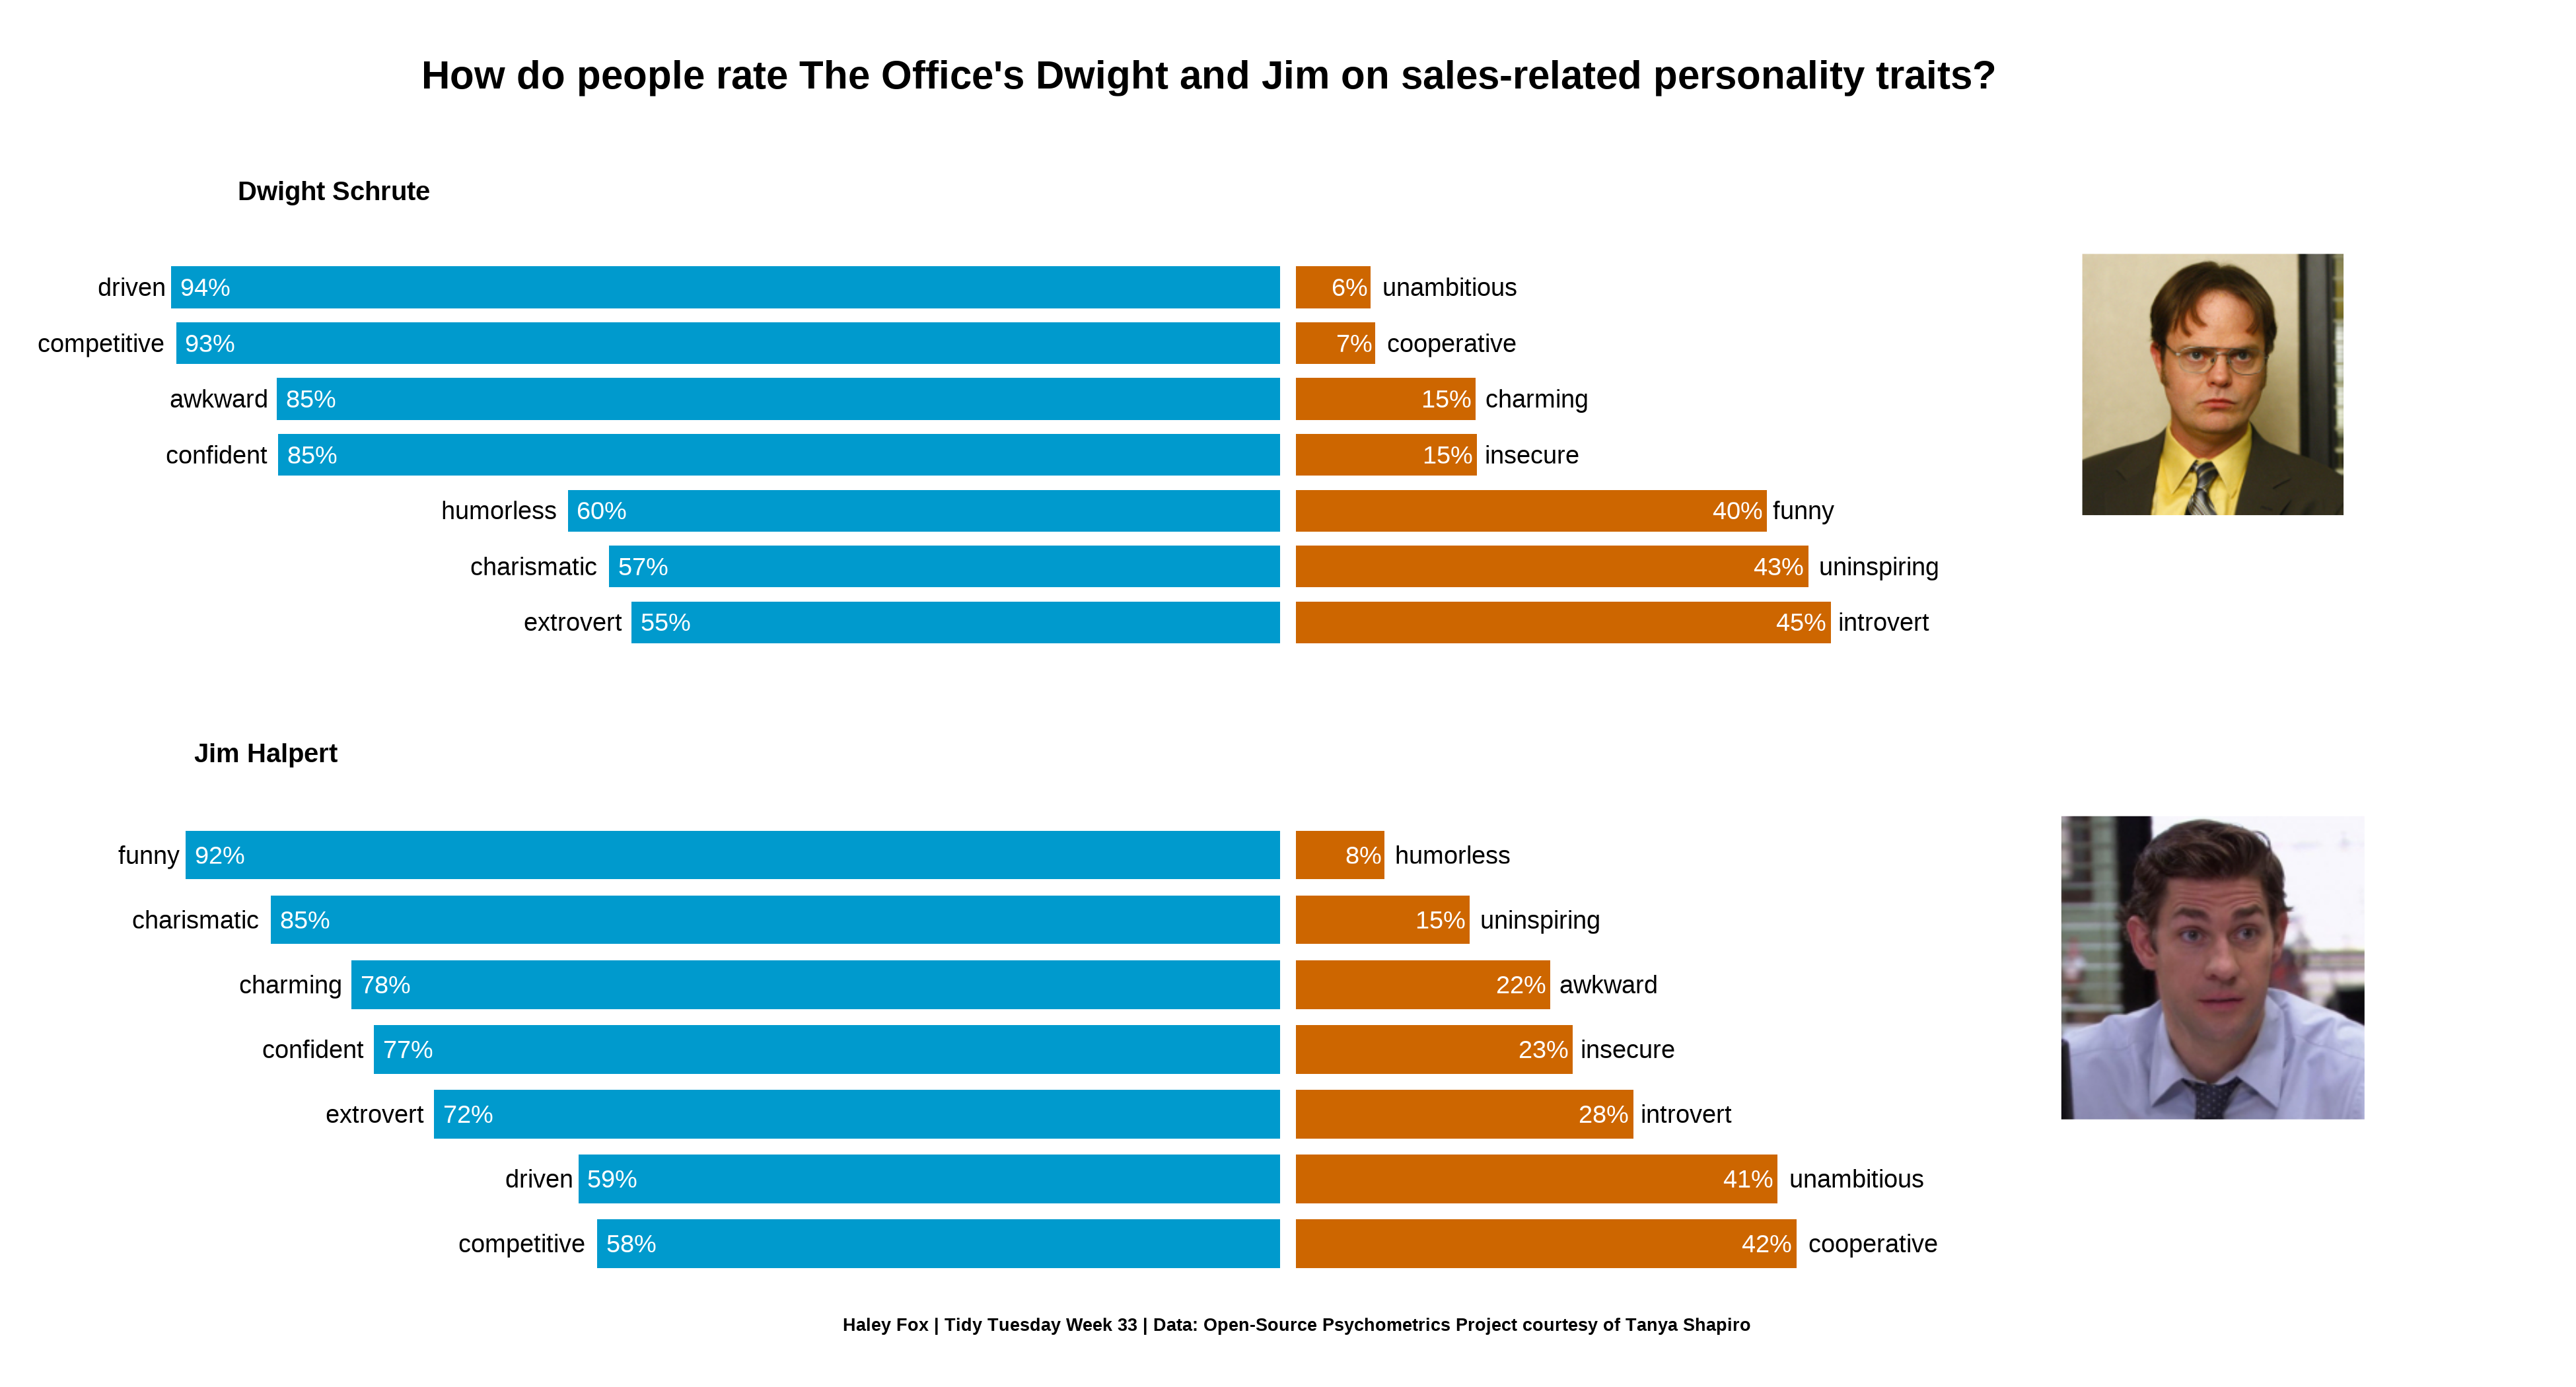 How do people rate The Office's Dwight and Jim on sales-related personality traits?
Dwight Schrute
driven 94% 6% unambitious
competitive 93% 7% cooperative
awkward 85% 15% charming
confident 85% 15% insecure
humorless 60% 40% funny
charismatic 57% 43% uninspiring
extrovert 55% 45% introvert
Jim Halpert
funny 92% 8% humorless
charismatic 85% 15% uninspiring
charming 78% 22% awkward
confident 77% 23% insecure
extrovert 72% 28% introvert
driven 59% 41% unambitious
competitive 58% 42% cooperative
Haley Fox | Tidy Tuesday Week 33 | Data: Open-Source Psychometrics Project courtesy of Tanya Shapiro